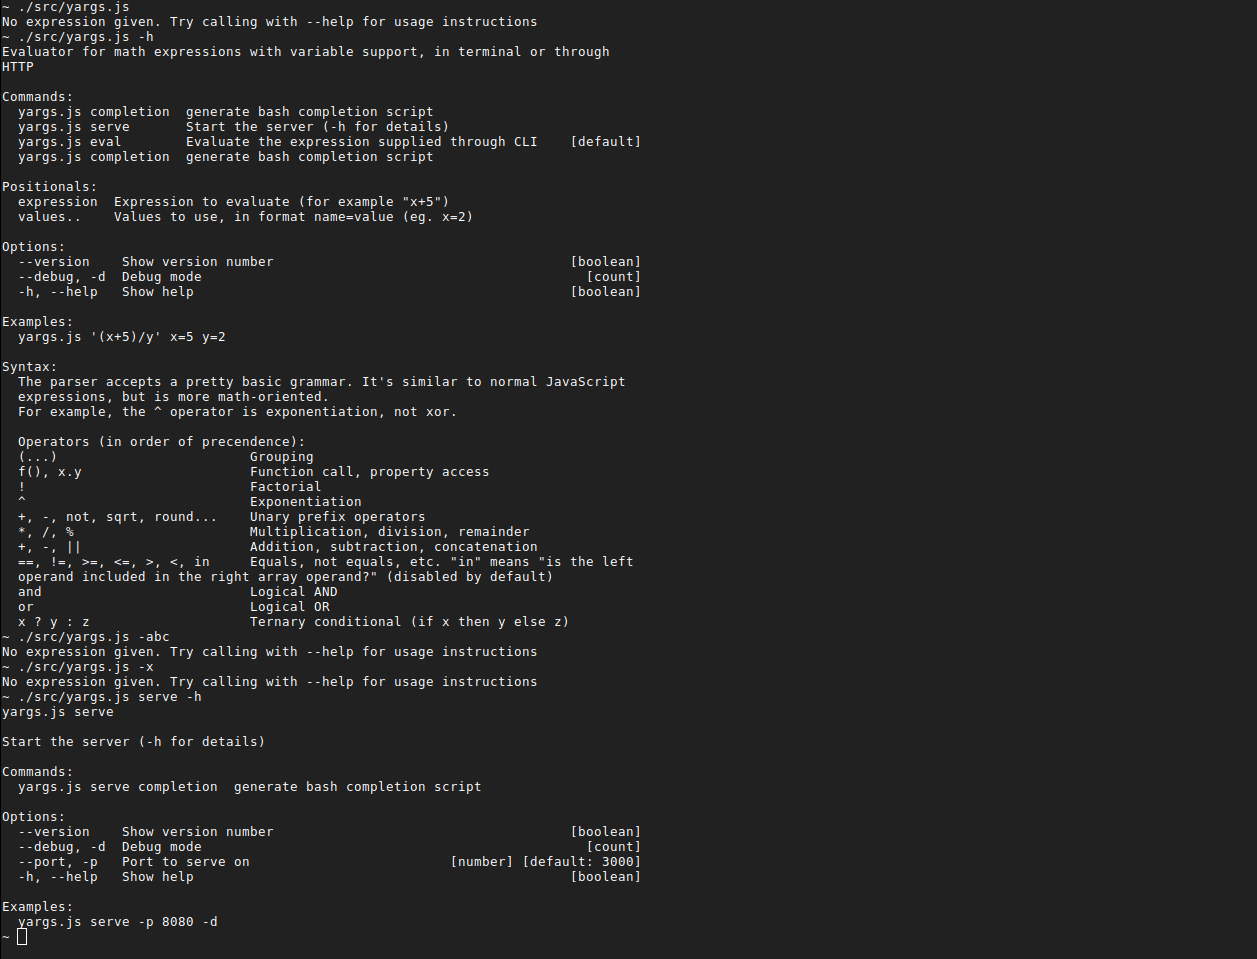 ~ ./src/yargs.js
No expression given. Try calling with --help for usage instructions
~ ./src/yargs.js -h
Evaluator for math expressions with variable support, in terminal or through
HTTP

Commands:
  yargs.js completion  generate bash completion script
  yargs.js serve       Start the server (-h for details)
  yargs.js eval        Evaluate the expression supplied through CLI    [default]
  yargs.js completion  generate bash completion script

Positionals:
  expression  Expression to evaluate (for example "x+5")
  values..    Values to use, in format name=value (eg. x=2)

Options:
  --version    Show version number                                     [boolean]
  --debug, -d  Debug mode                                                [count]
  -h, --help   Show help                                               [boolean]

Examples:
  yargs.js '(x+5)/y' x=5 y=2

Syntax:
  The parser accepts a pretty basic grammar. It's similar to normal JavaScript
  expressions, but is more math-oriented.
  For example, the ^ operator is exponentiation, not xor.

  Operators (in order of precendence):
  (...)                        Grouping
  f(), x.y                     Function call, property access
  !                            Factorial
  ^                            Exponentiation
  +, -, not, sqrt, round...    Unary prefix operators
  *, /, %                      Multiplication, division, remainder
  +, -, ||                     Addition, subtraction, concatenation
  ==, !=, >=, <=, >, <, in     Equals, not equals, etc. "in" means "is the left
  operand included in the right array operand?" (disabled by default)
  and                          Logical AND
  or                           Logical OR
  x ? y : z                    Ternary conditional (if x then y else z)
~ ./src/yargs.js -abc
No expression given. Try calling with --help for usage instructions
~ ./src/yargs.js -x
No expression given. Try calling with --help for usage instructions
~ ./src/yargs.js serve -h
yargs.js serve

Start the server (-h for details)

Commands:
  yargs.js serve completion  generate bash completion script

Options:
  --version    Show version number                                     [boolean]
  --debug, -d  Debug mode                                                [count]
  --port, -p   Port to serve on                         [number] [default: 3000]
  -h, --help   Show help                                               [boolean]

Examples:
  yargs.js serve -p 8080 -d
~